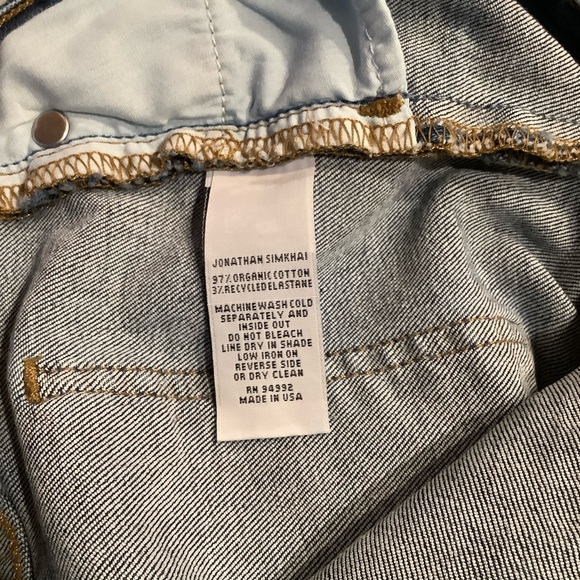 JONATHAN SIMKHAI
97% ORGANIC COTTON
3% RECYCLED ELASTANE
MACHINE WASH COLD
SEPARATELY AND
INSIDE OUT
DO NOT BLEACH
LINE DRY IN SHADE
LOW IRON ON
REVERSE SIDE
OR DRY CLEAN
RN 94992
MADE IN USA